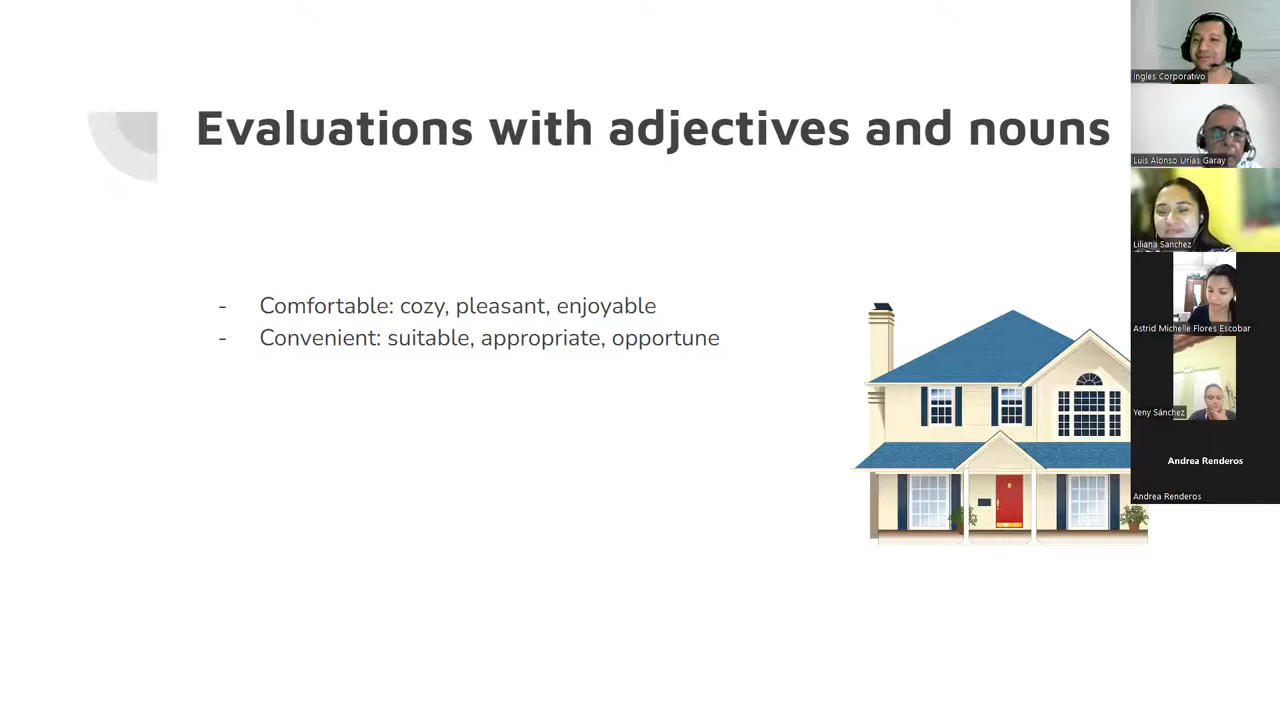 Evaluations with adjectives and nouns
- Comfortable: cozy, pleasant, enjoyable
- Convenient: suitable, appropriate, opportune
Ingles Corporativo
Luis Alonso Urías Garay
Liliana Sanchez
Astrid Michelle Flores Escobar
Yeny Sánchez
Andrea Renderos
Andrea Renderos